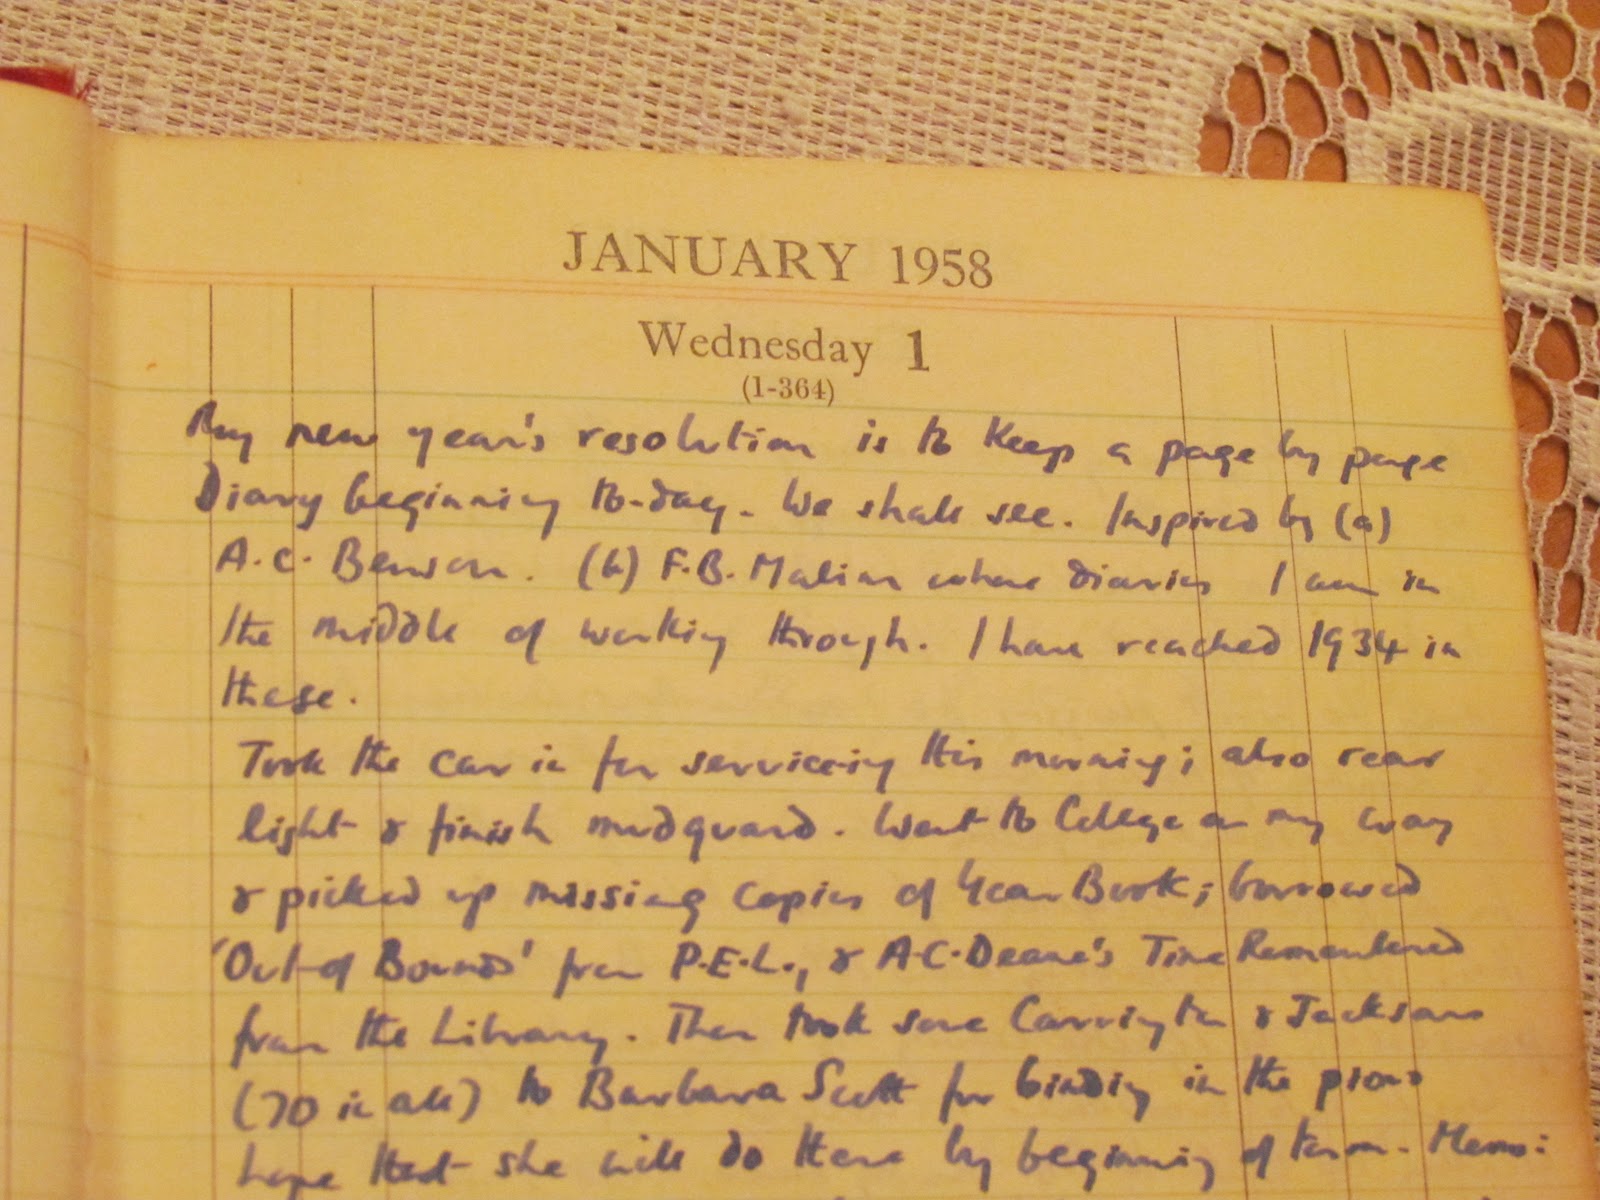 JANUARY 1958
Wednesday 1
(1-364)
My new year's resolution is to keep a page by page
Diary beginning to-day. We shall see. Inspired by (a)
A.C. Benson. (b) F.B. Malim whose diaries I am in
the middle of working through. I have reached 1934 in
these.
Took the car in for servicing this morning; also rear
light & finish mudguard. Went to College on my way
& picked up missing copies of Year Book; borrowed
'Out of Bounds' from P.E.L., & A.C. Deane's Time Remembered
from the Library. Then took some Carrington & Jacksons
(70 in all) to Barbara Scott for binding in the pious
hope that she will do them by beginning of term. Memo: